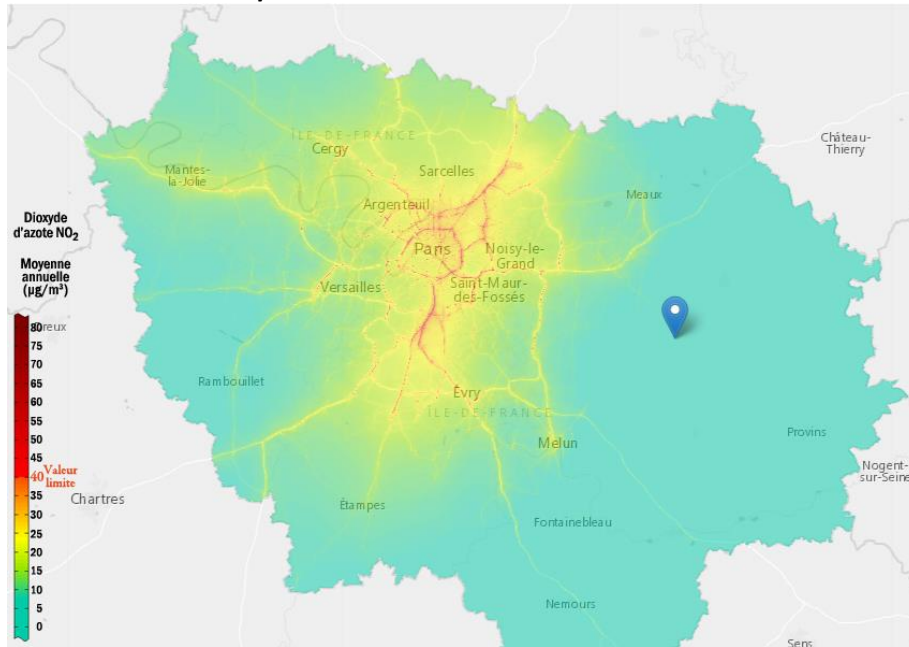 Château-
Thierry
ÎLE-DE-FRANCE
Cergy
Mantes-
la-Jolie
Sarcelles
Meaux
Argenteuil
Dioxyde
d'azote NO₂
Paris
Noisy-le-
Grand
Moyenne
annuelle
(µg/m³)
Versailles
Saint-Maur-
des-Fossés
80
reux
75
70
65
Rambouillet
60
55
Évry
ÎLE-DE-FRANCE
50
45
Provins
Melun
40 Valeur
limite
Nogent-
sur-Seine
35
Chartres
30
Étampes
25
Fontainebleau
20
15
10
5
Nemours
0
Sens